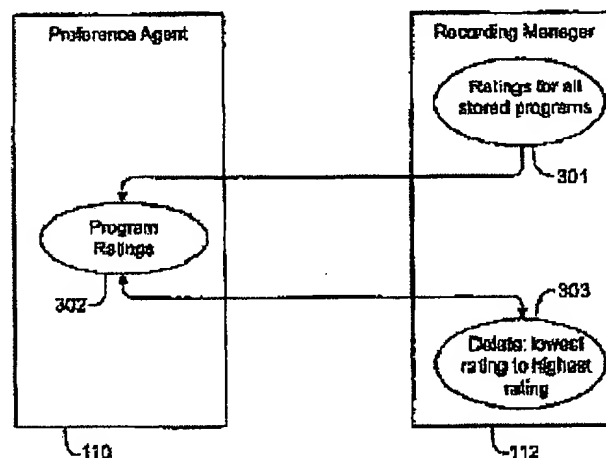 Preference Agent
Recording Manager
Ratings for all
stored programs
301
Program
Ratings
302
303
Delete: lowest
rating to highest
rating
110
112